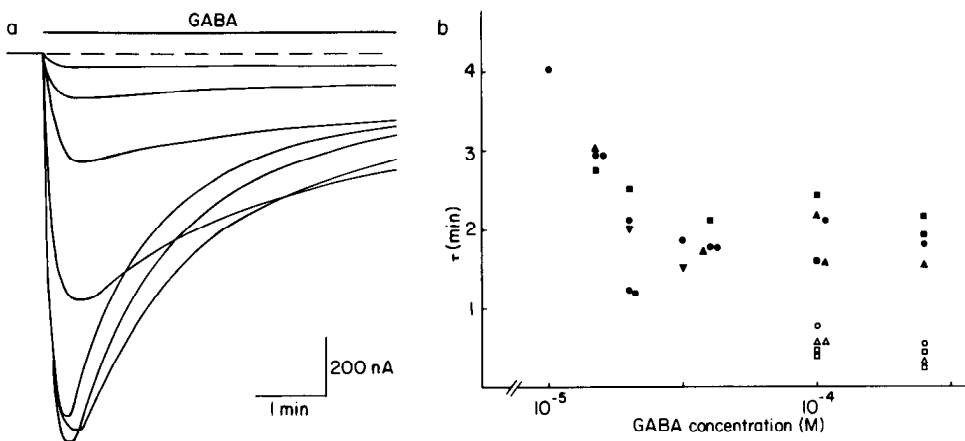 a
GABA
200 nA
1 min
b
τ (min)
4
3
2
1
10⁻⁵
10⁻⁴
GABA concentration (M)